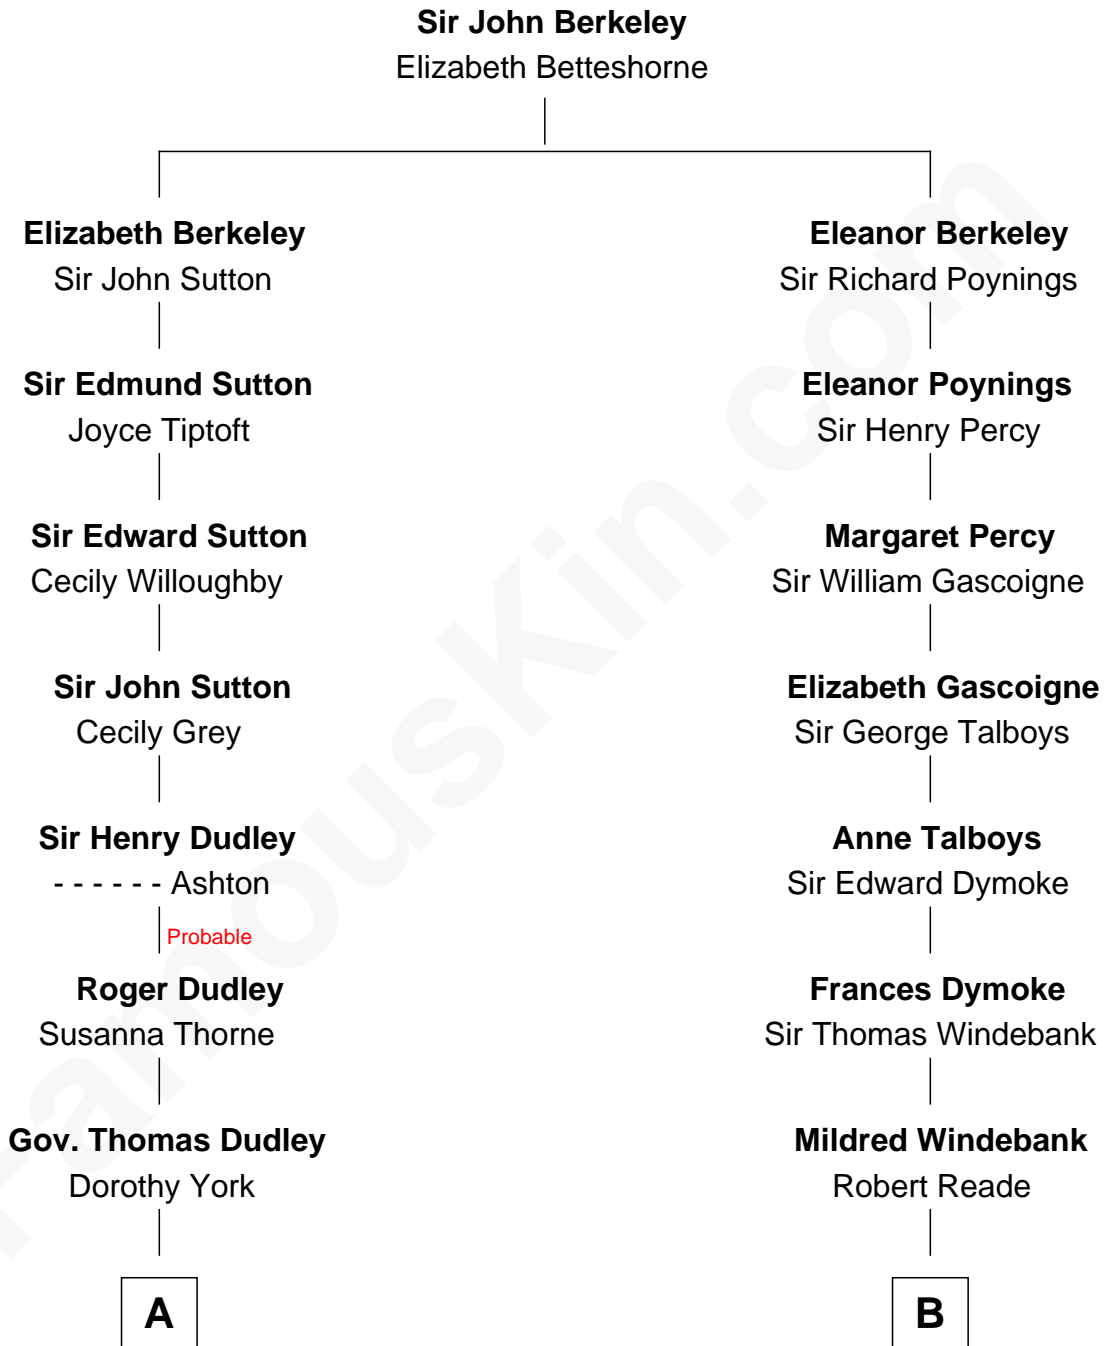 Sir John Berkeley
Elizabeth Betteshorne
Elizabeth Berkeley
Sir John Sutton
Eleanor Berkeley
Sir Richard Poynings
Sir Edmund Sutton
Joyce Tiptoft
Eleanor Poynings
Sir Henry Percy
Sir Edward Sutton
Cecily Willoughby
Margaret Percy
Sir William Gascoigne
Sir John Sutton
Cecily Grey
Elizabeth Gascoigne
Sir George Talboys
Sir Henry Dudley
- - - - - - Ashton
Probable
Anne Talboys
Sir Edward Dymoke
Roger Dudley
Susanna Thorne
Frances Dymoke
Sir Thomas Windebank
Gov. Thomas Dudley
Dorothy York
Mildred Windebank
Robert Reade
A
B
FamousKin.com